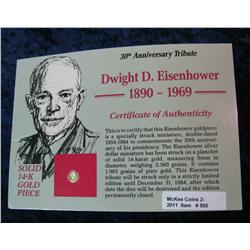 30th Anniversary Tribute
Dwight D. Eisenhower
1890 - 1969
Certificate of Authenticity
This is to certify that this Eisenhower goldpiece
is a specially struck miniature, double-dated
1954-1984 to commemorate the 30th anniver-
sary of his presidency. The Eisenhower silver
dollar miniature has been struck on a planchet
of solid 14-karat gold, measuring 9mm in
diameter, weighing 3.360 grains. It contains
1.965 grains of pure gold. This Eisenhower
tribute will be struck only in a strictly limited
edition until December 31, 1984, after which
date the dies will be destroyed and the edition
permanently closed.
SOLID
14-K
GOLD
PIECE
McKee Coins 2-
2011 Item # 550